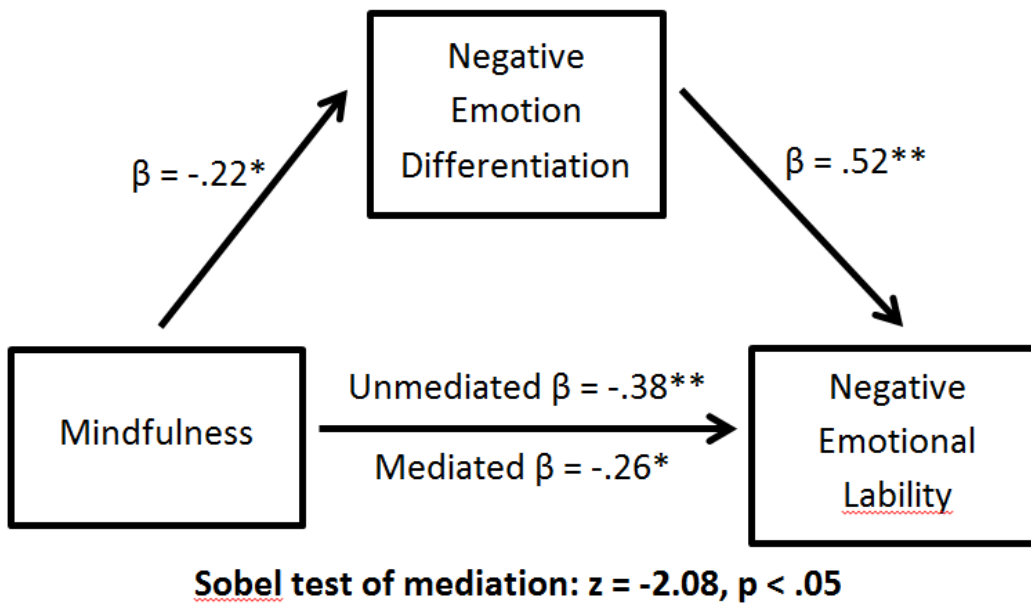 Negative
Emotion
Differentiation
β = -.22*
β = .52**
Mindfulness
Unmediated β = -.38**
Mediated β = -.26*
Negative
Emotional
Lability
Sobel test of mediation: z = -2.08, p < .05